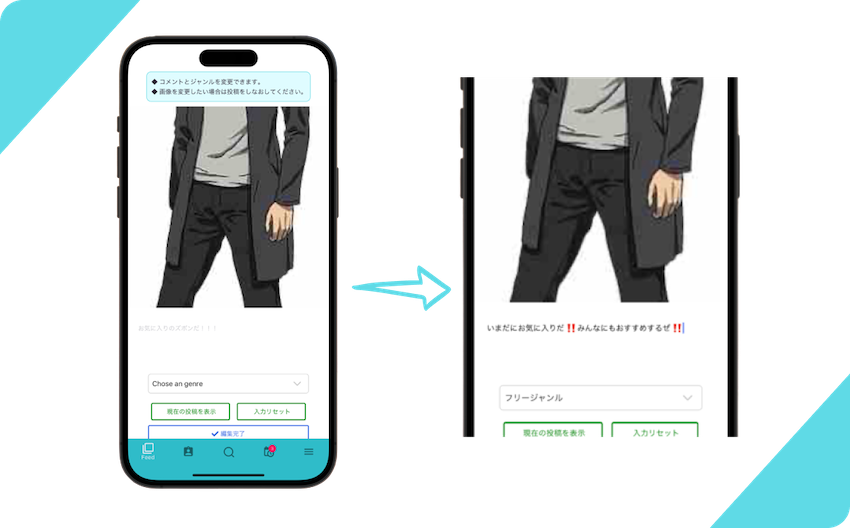 ◆ コメントとジャンルを変更できます。
◆ 画像を変更したい場合は投稿をしなおしてください。
お気に入りのズボンだ！！！
Chose an genre
現在の投稿を表示
入力リセット
編集完了
Feed
いまだにお気に入りだ‼️みんなにもおすすめするぜ‼️
フリージャンル
現在の投稿を表示
入力リセット